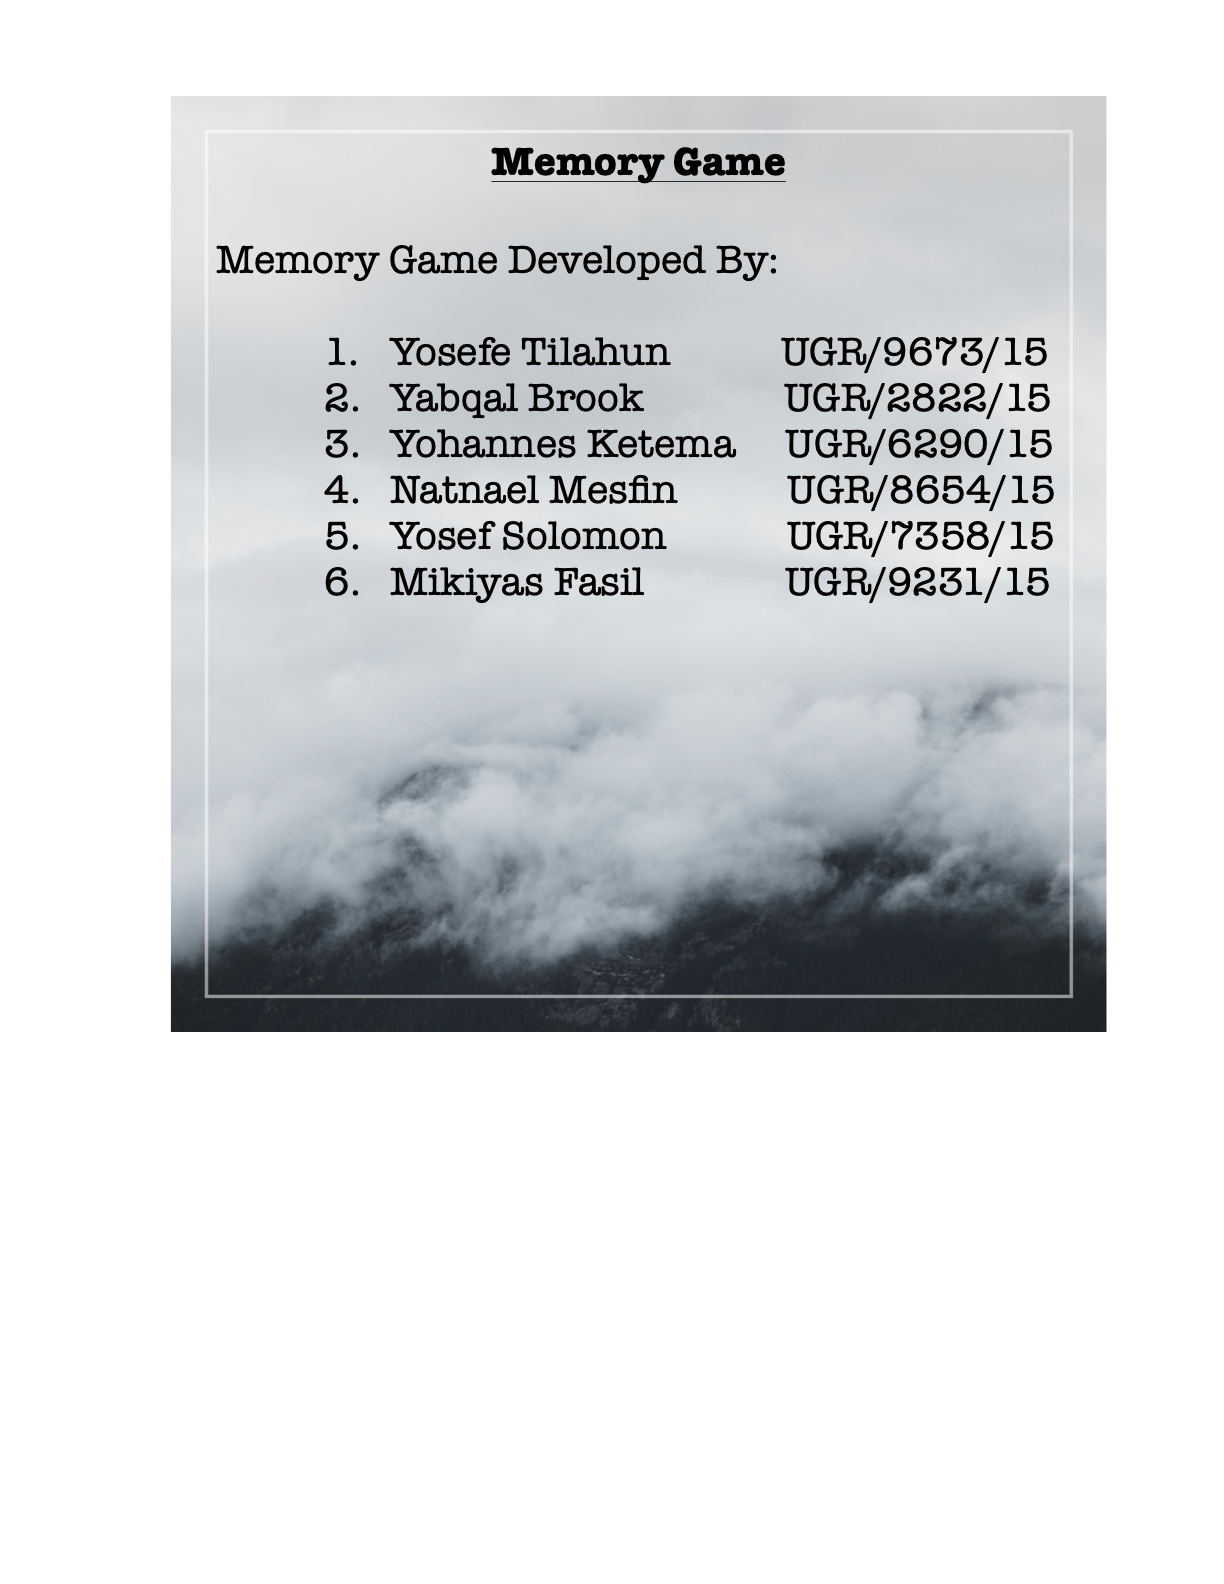 Memory Game
Memory Game Developed By:
1. Yosefe Tilahun UGR/9673/15
2. Yabqal Brook UGR/2822/15
3. Yohannes Ketema UGR/6290/15
4. Natnael Mesfin UGR/8654/15
5. Yosef Solomon UGR/7358/15
6. Mikiyas Fasil UGR/9231/15